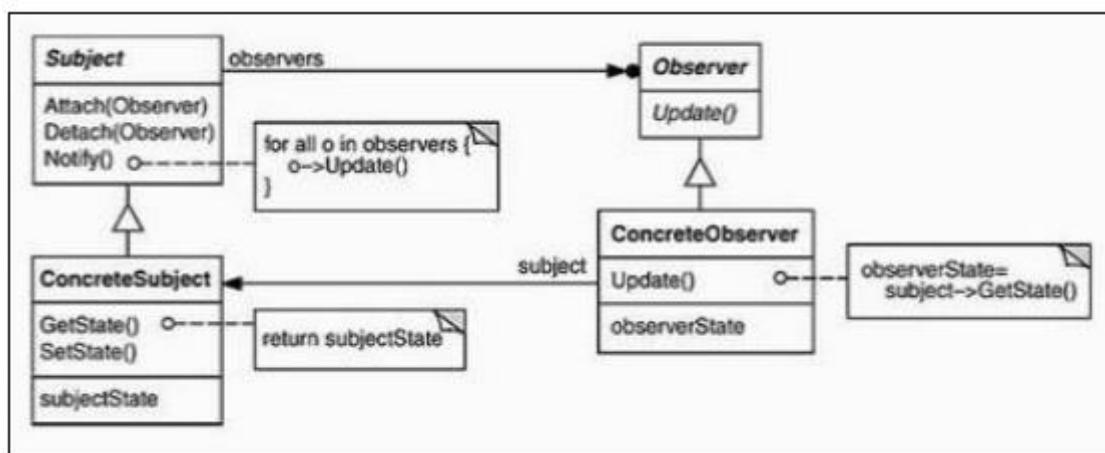 Subject
Attach(Observer)
Detach(Observer)
Notify()
observers
Observer
Update()
for all o in observers {
o->Update()
}
ConcreteSubject
GetState()
SetState()
subjectState
return subjectState
subject
ConcreteObserver
Update()
observerState
observerState=
subject->GetState()